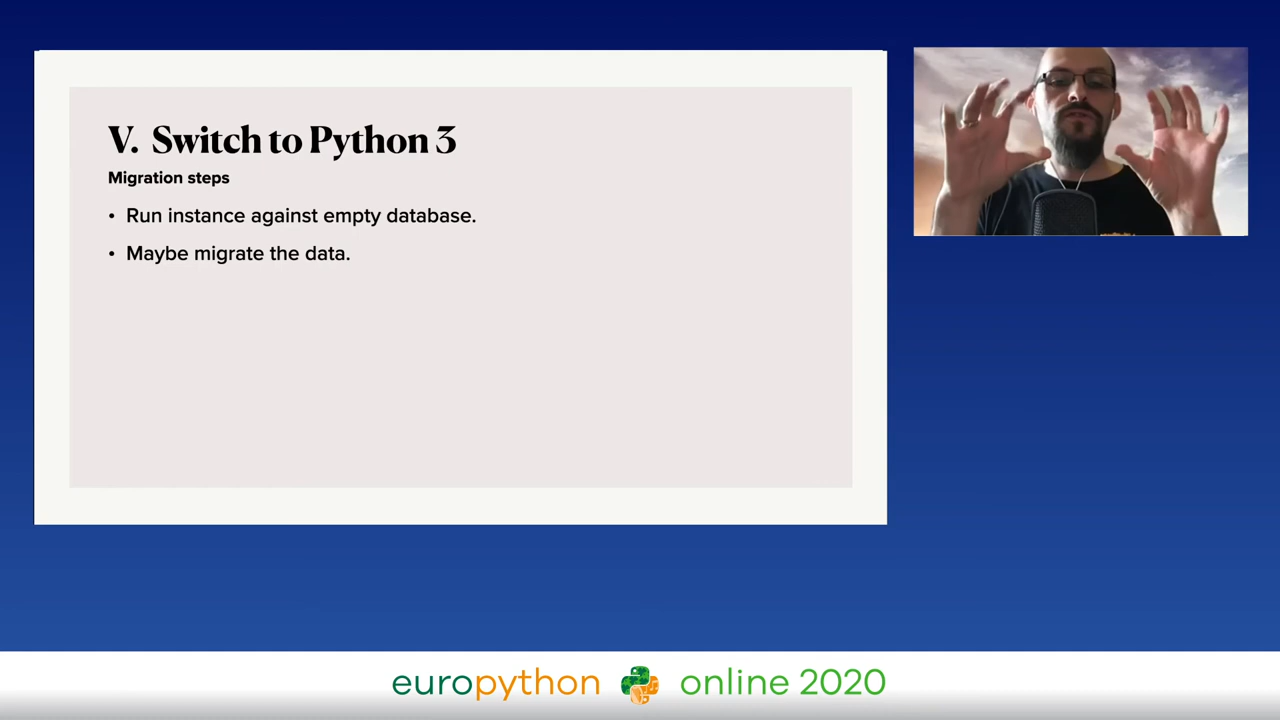 V. Switch to Python 3
Migration steps
• Run instance against empty database.
• Maybe migrate the data.
europython online 2020